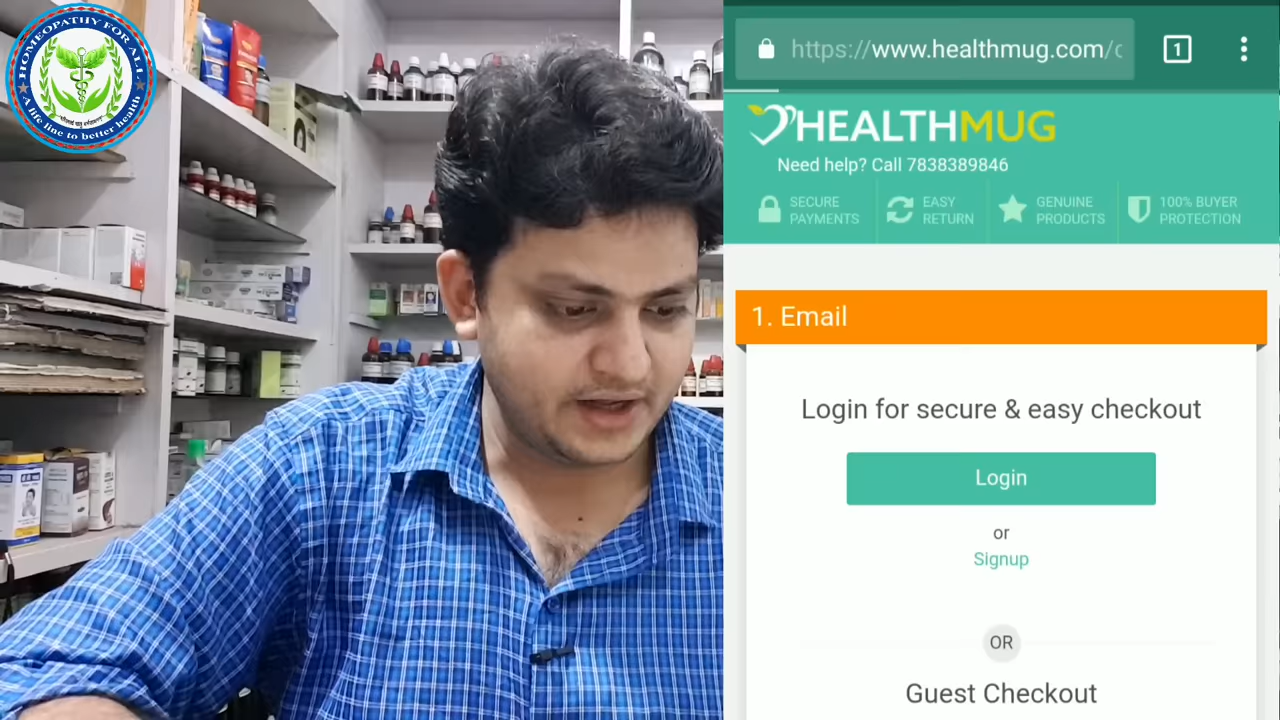 HOMEOPATHY FOR ALL
A life line to better health
https://www.healthmug.com/c
1
HEALTHMUG
Need help? Call 7838389846
SECURE
PAYMENTS
EASY
RETURN
GENUINE
PRODUCTS
100% BUYER
PROTECTION
1. Email
Login for secure & easy checkout
Login
or
Signup
OR
Guest Checkout